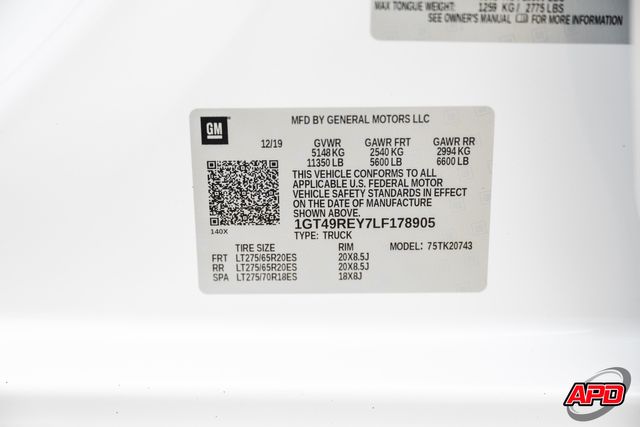 MAX TONGUE WEIGHT: 1259 KG / 2775 LBS
SEE OWNER'S MANUAL FOR MORE INFORMATION
GM
MFD BY GENERAL MOTORS LLC
12/19 GVWR GAWR FRT GAWR RR
5148 KG 2540 KG 2994 KG
11350 LB 5600 LB 6600 LB
THIS VEHICLE CONFORMS TO ALL
APPLICABLE U.S. FEDERAL MOTOR
VEHICLE SAFETY STANDARDS IN EFFECT
ON THE DATE OF MANUFACTURE
SHOWN ABOVE.
140X
1GT49REY7LF178905
TYPE: TRUCK
TIRE SIZE RIM MODEL: 75TK20743
FRT LT275/65R20ES 20X8.5J
RR LT275/65R20ES 20X8.5J
SPA LT275/70R18ES 18X8J
APD